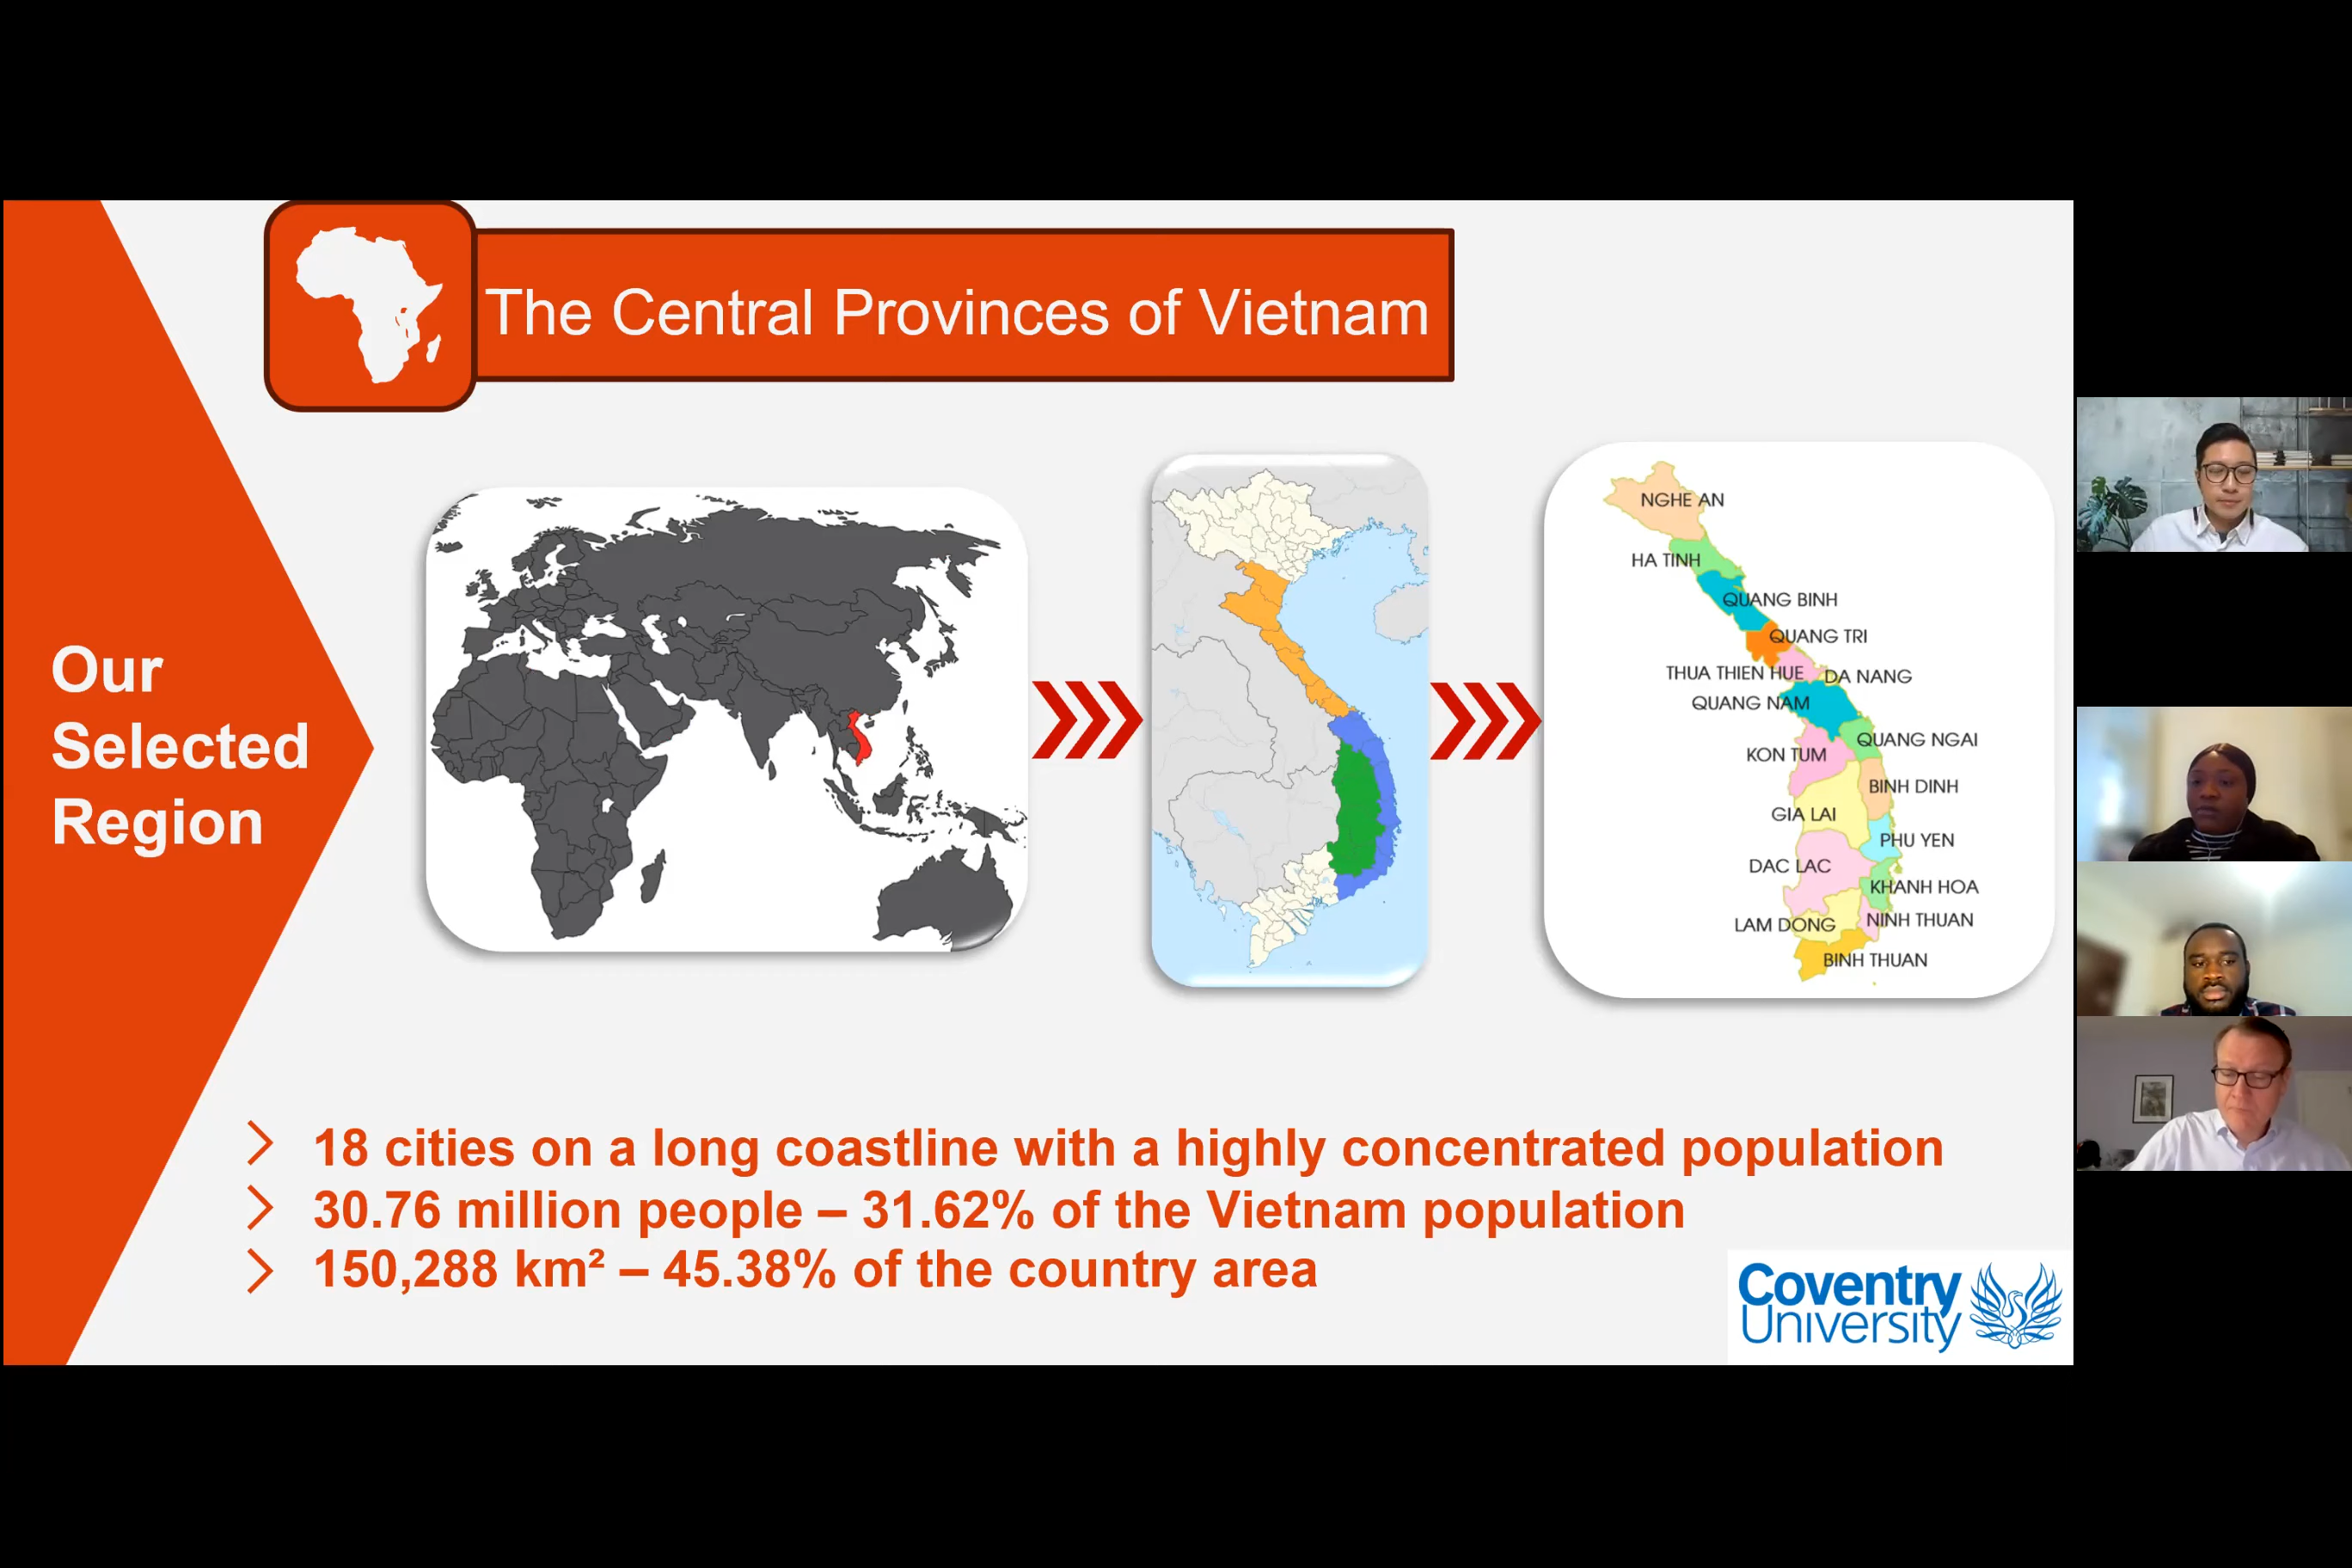 The Central Provinces of Vietnam
Our
Selected
Region
NGHE AN
HA TINH
QUANG BINH
QUANG TRI
THUA THIEN HUE
DA NANG
QUANG NAM
QUANG NGAI
KON TUM
BINH DINH
GIA LAI
PHU YEN
DAC LAC
KHANH HOA
LAM DONG
NINH THUAN
BINH THUAN
18 cities on a long coastline with a highly concentrated population
30.76 million people – 31.62% of the Vietnam population
150,288 km² – 45.38% of the country area
Coventry
University